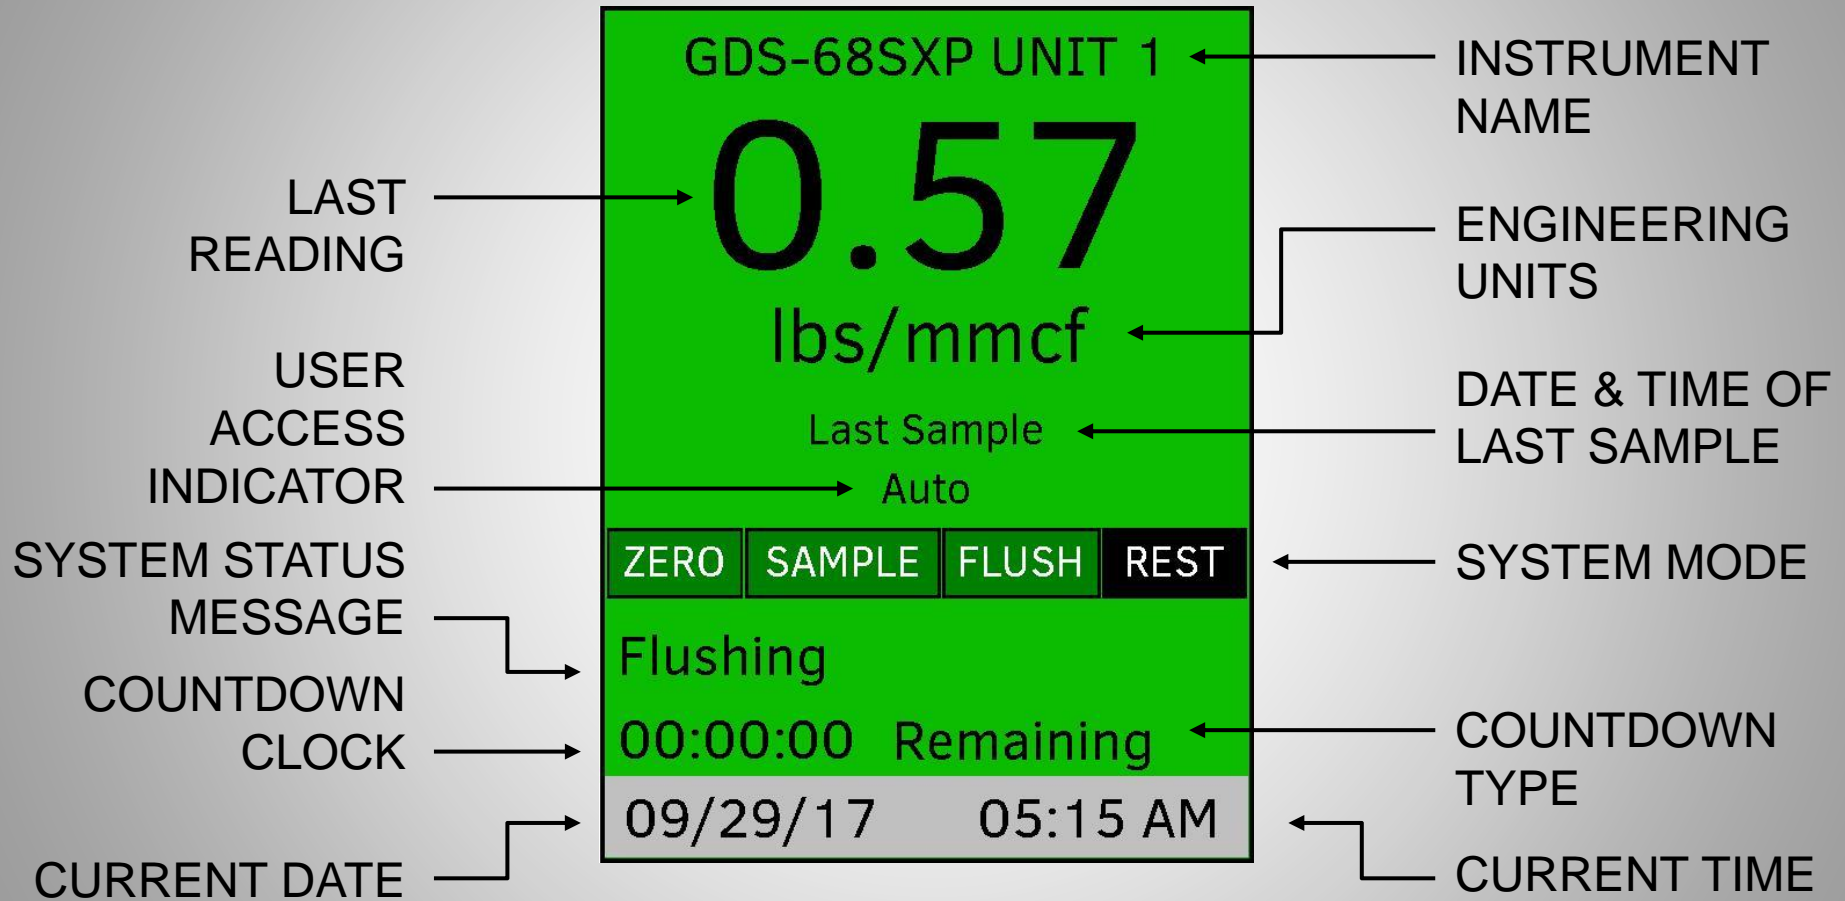 GDS-68SXP UNIT 1
0.57
lbs/mmcf
Last Sample
Auto
ZERO SAMPLE FLUSH REST
Flushing
00:00:00 Remaining
09/29/17 05:15 AM
LAST
READING
USER
ACCESS
INDICATOR
SYSTEM STATUS
MESSAGE
COUNTDOWN
CLOCK
CURRENT DATE
INSTRUMENT
NAME
ENGINEERING
UNITS
DATE & TIME OF
LAST SAMPLE
SYSTEM MODE
COUNTDOWN
TYPE
CURRENT TIME